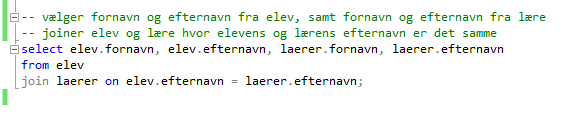 -- vælger fornavn og efternavn fra elev, samt fornavn og efternavn fra lære
-- joiner elev og lære hvor elevens og lærens efternavn er det samme
select elev.fornavn, elev.efternavn, laerer.fornavn, laerer.efternavn
from elev
join laerer on elev.efternavn = laerer.efternavn;